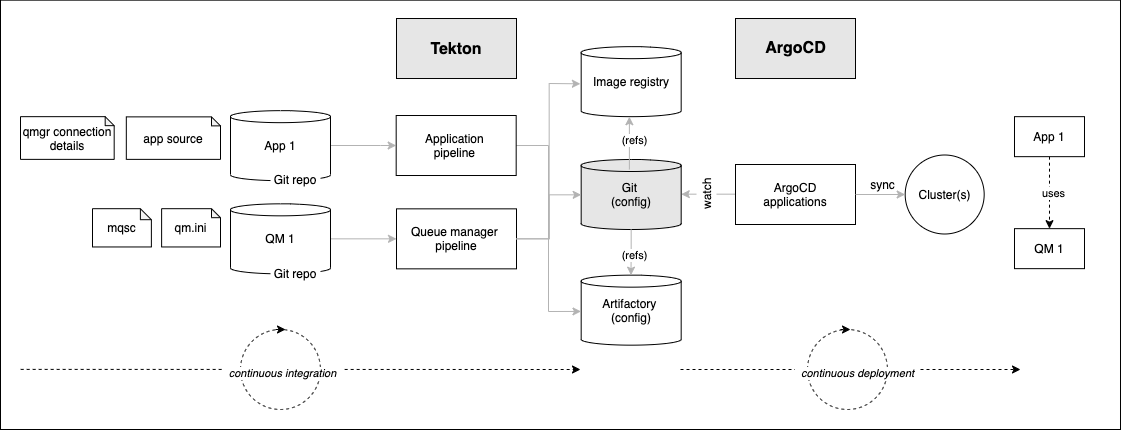 Tekton
ArgoCD
Image registry
qmgr connection
details
app source
App 1
Git repo
Application
pipeline
(refs)
App 1
Git
(config)
watch
ArgoCD
applications
sync
Cluster(s)
uses
mqsc
qm.ini
QM 1
Git repo
Queue manager
pipeline
(refs)
QM 1
Artifactory
(config)
continuous integration
continuous deployment